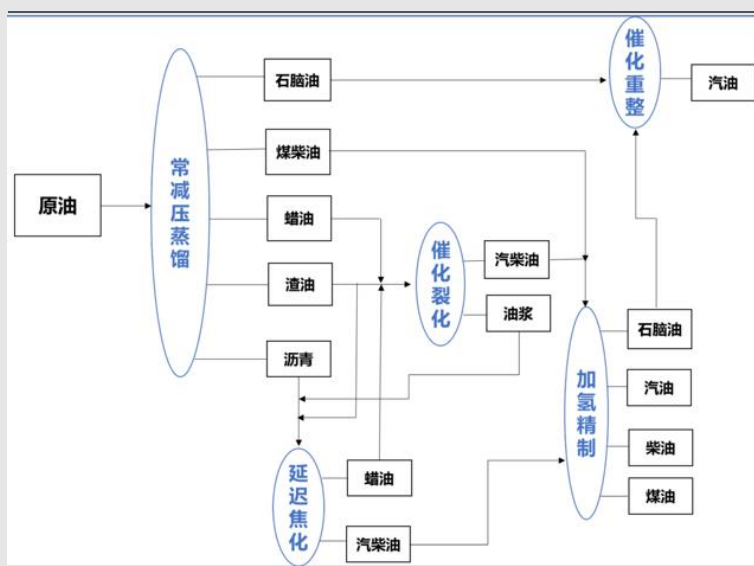 原油
常减压蒸馏
石脑油
煤柴油
蜡油
渣油
沥青
催化裂化
汽柴油
油浆
延迟焦化
蜡油
汽柴油
加氢精制
石脑油
汽油
柴油
煤油
催化重整
汽油